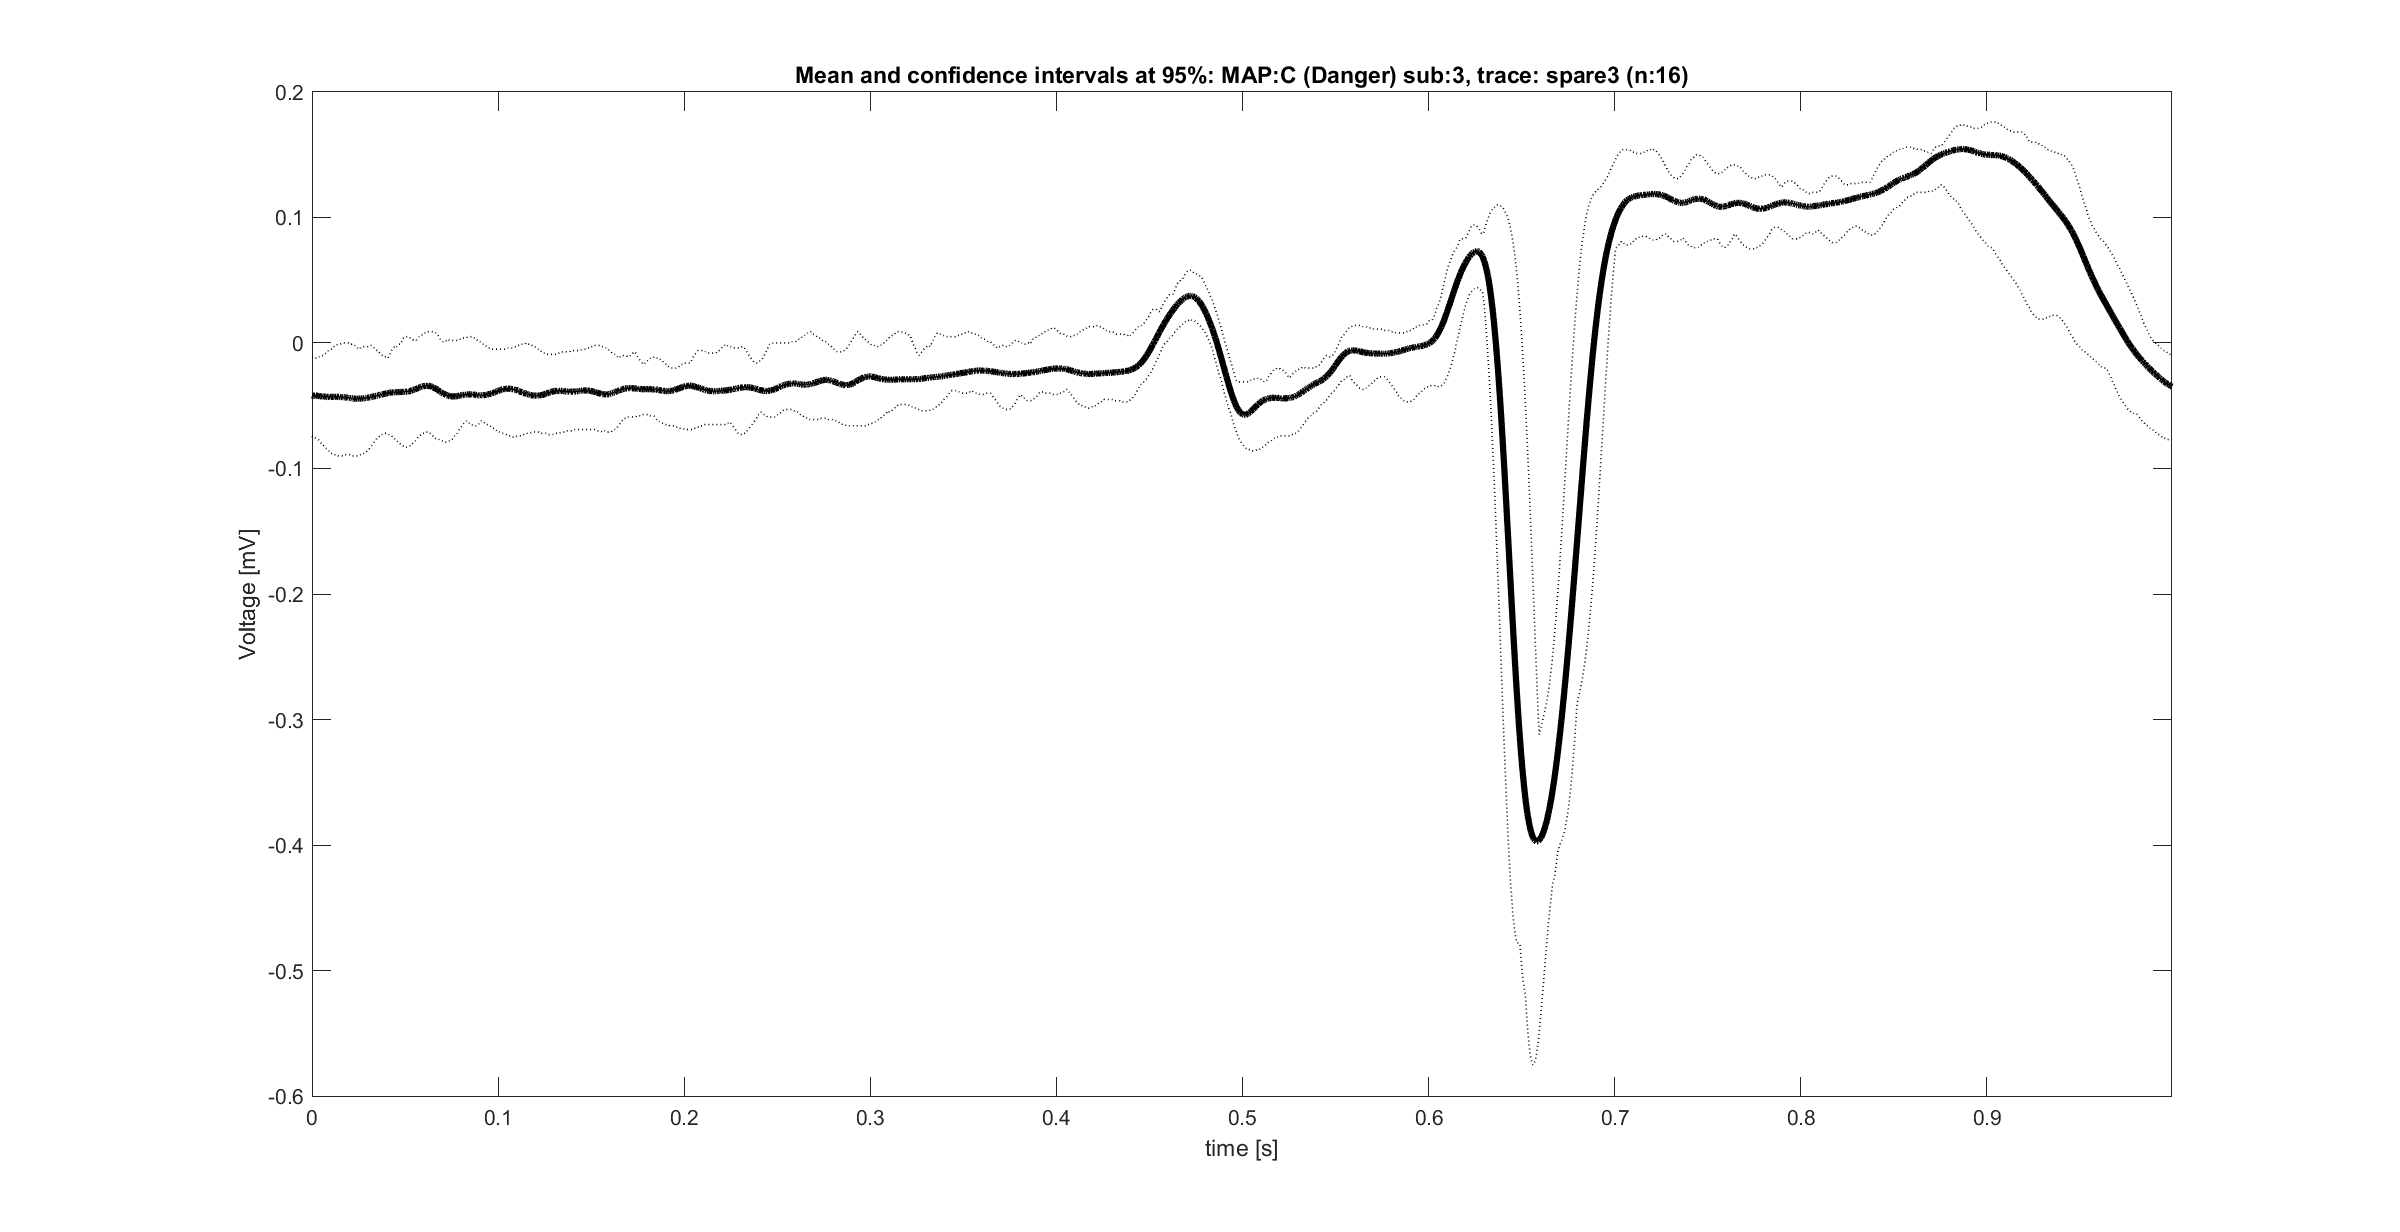 Mean and confidence intervals at 95%: MAP:C (Danger) sub:3, trace: spare3 (n:16)
0.2
0.1
0
-0.1
-0.2
-0.3
-0.4
-0.5
-0.6
Voltage [mV]
0 0.1 0.2 0.3 0.4 0.5 0.6 0.7 0.8 0.9
time [s]